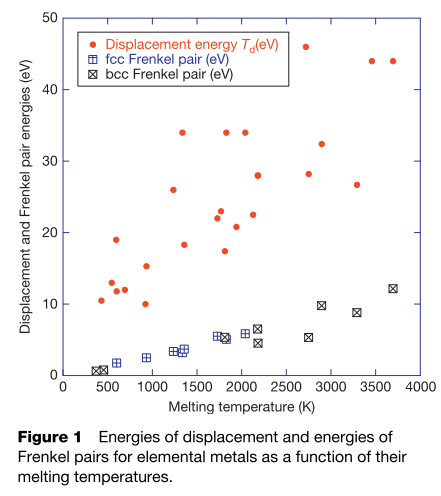 50
40
30
20
10
0
Displacement and Frenkel pair energies (eV)
Displacement energy Td(eV)
fcc Frenkel pair (eV)
bcc Frenkel pair (eV)
0 500 1000 1500 2000 2500 3000 3500 4000
Melting temperature (K)
Figure 1 Energies of displacement and energies of
Frenkel pairs for elemental metals as a function of their
melting temperatures.